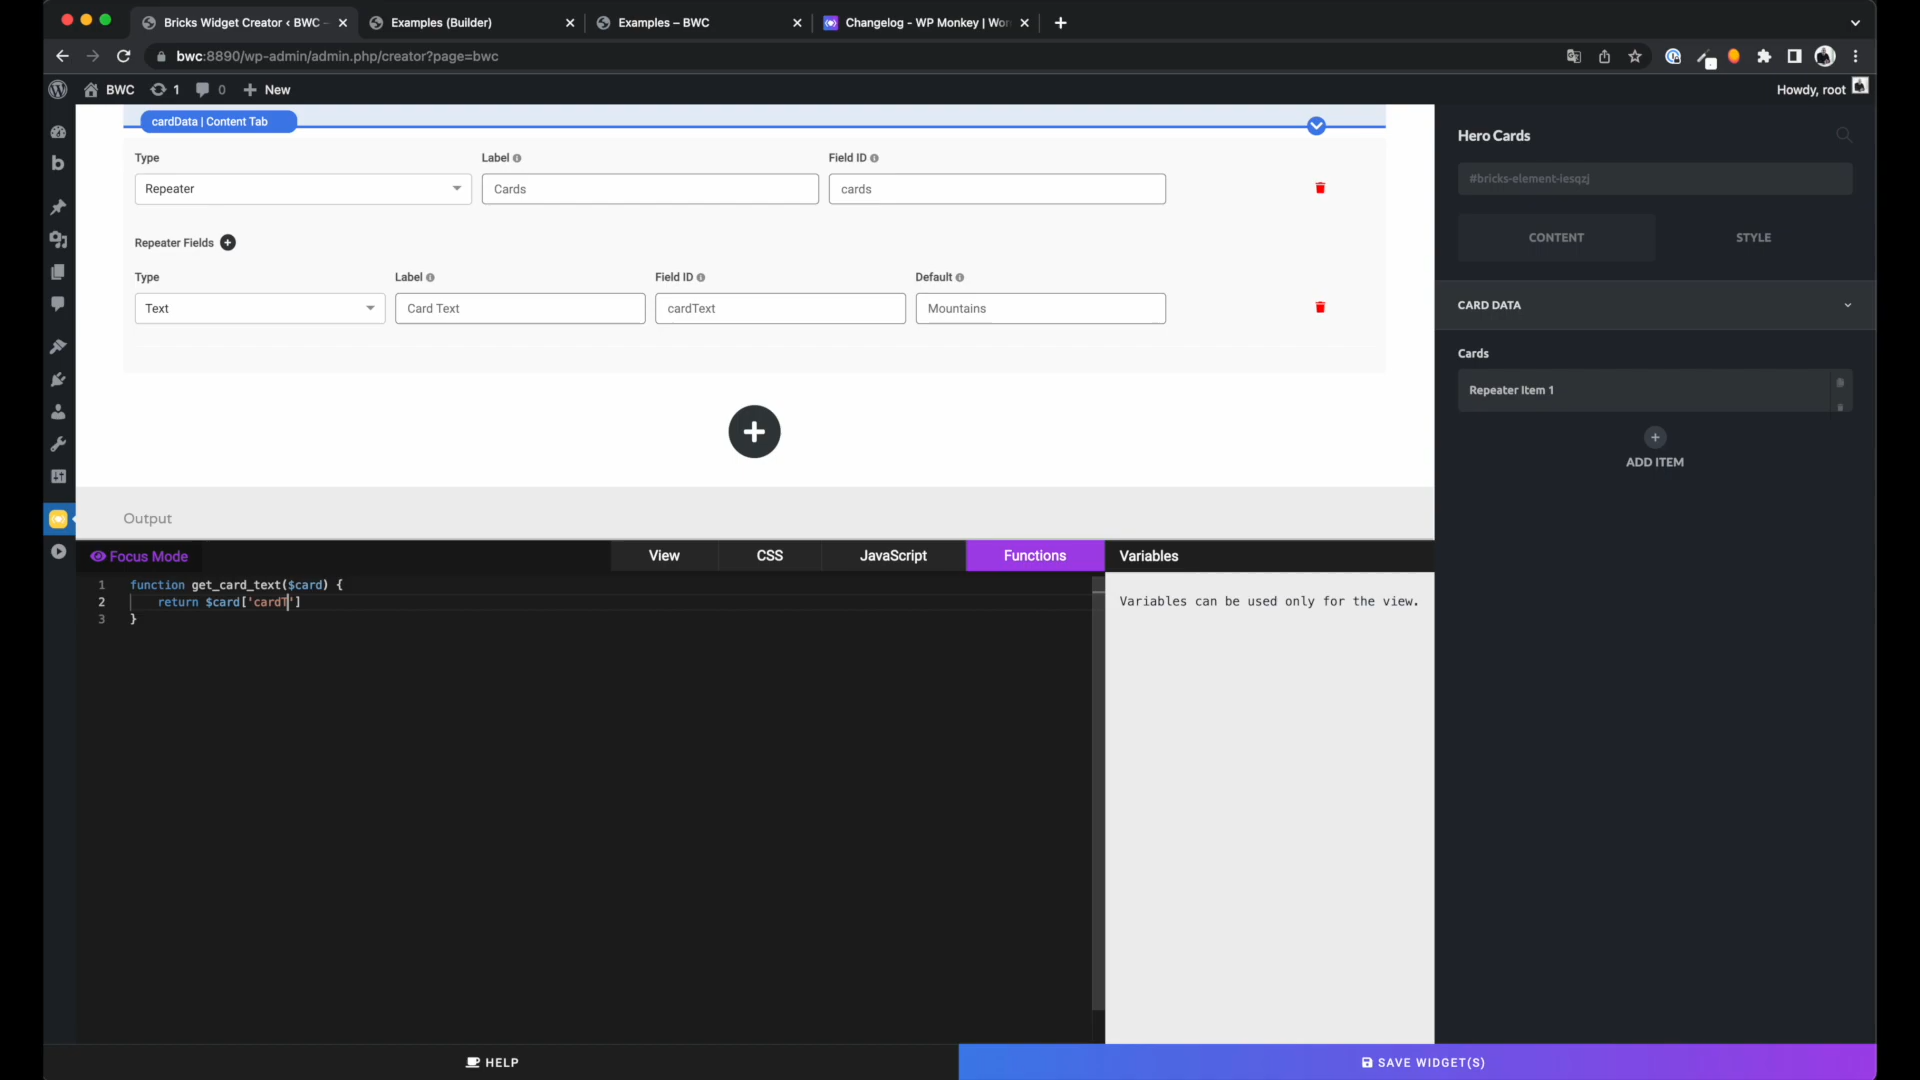 Bricks Widget Creator ‹ BWC –
Examples (Builder)
Examples – BWC
Changelog - WP Monkey | Wor
bwc:8890/wp-admin/admin.php/creator?page=bwc
BWC
1
0
New
Howdy, root
cardData | Content Tab
Type
Label
Field ID
Repeater
Cards
cards
Repeater Fields
Type
Label
Field ID
Default
Text
Card Text
cardText
Mountains
Output
Focus Mode
View
CSS
JavaScript
Functions
Variables
1 function get_card_text($card) {
2 return $card['cardT']
3 }
Variables can be used only for the view.
Hero Cards
#bricks-element-iesqzj
CONTENT
STYLE
CARD DATA
Cards
Repeater Item 1
ADD ITEM
HELP
SAVE WIDGET(S)